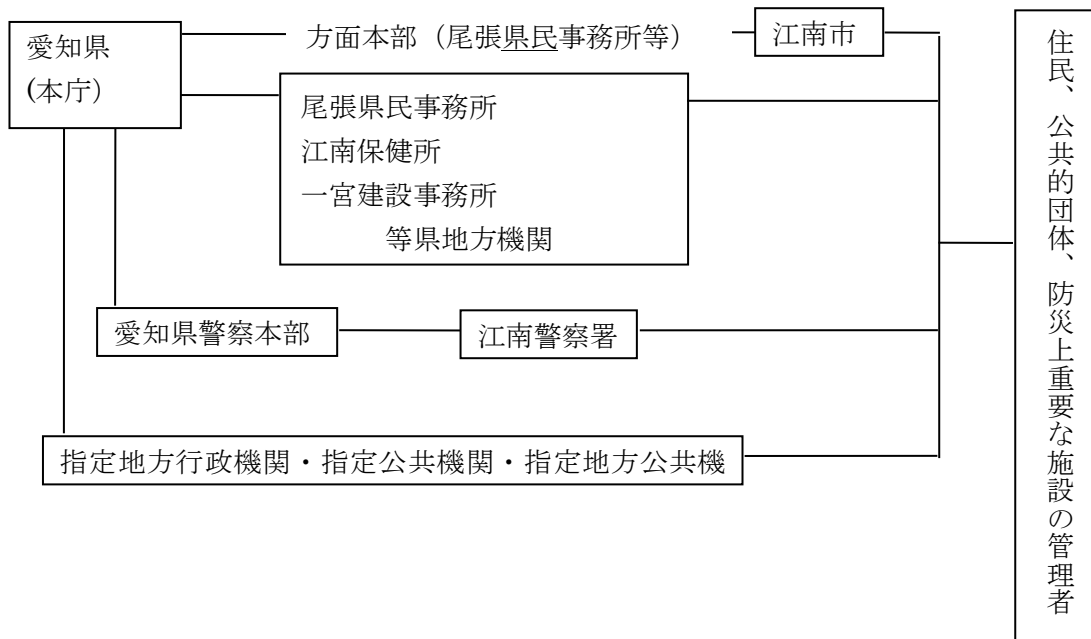 愛知県
(本庁)
方面本部（尾張県民事務所等）
江南市
尾張県民事務所
江南保健所
一宮建設事務所
等県地方機関
愛知県警察本部
江南警察署
指定地方行政機関・指定公共機関・指定地方公共機
住民、公共的団体、防災上重要な施設の管理者